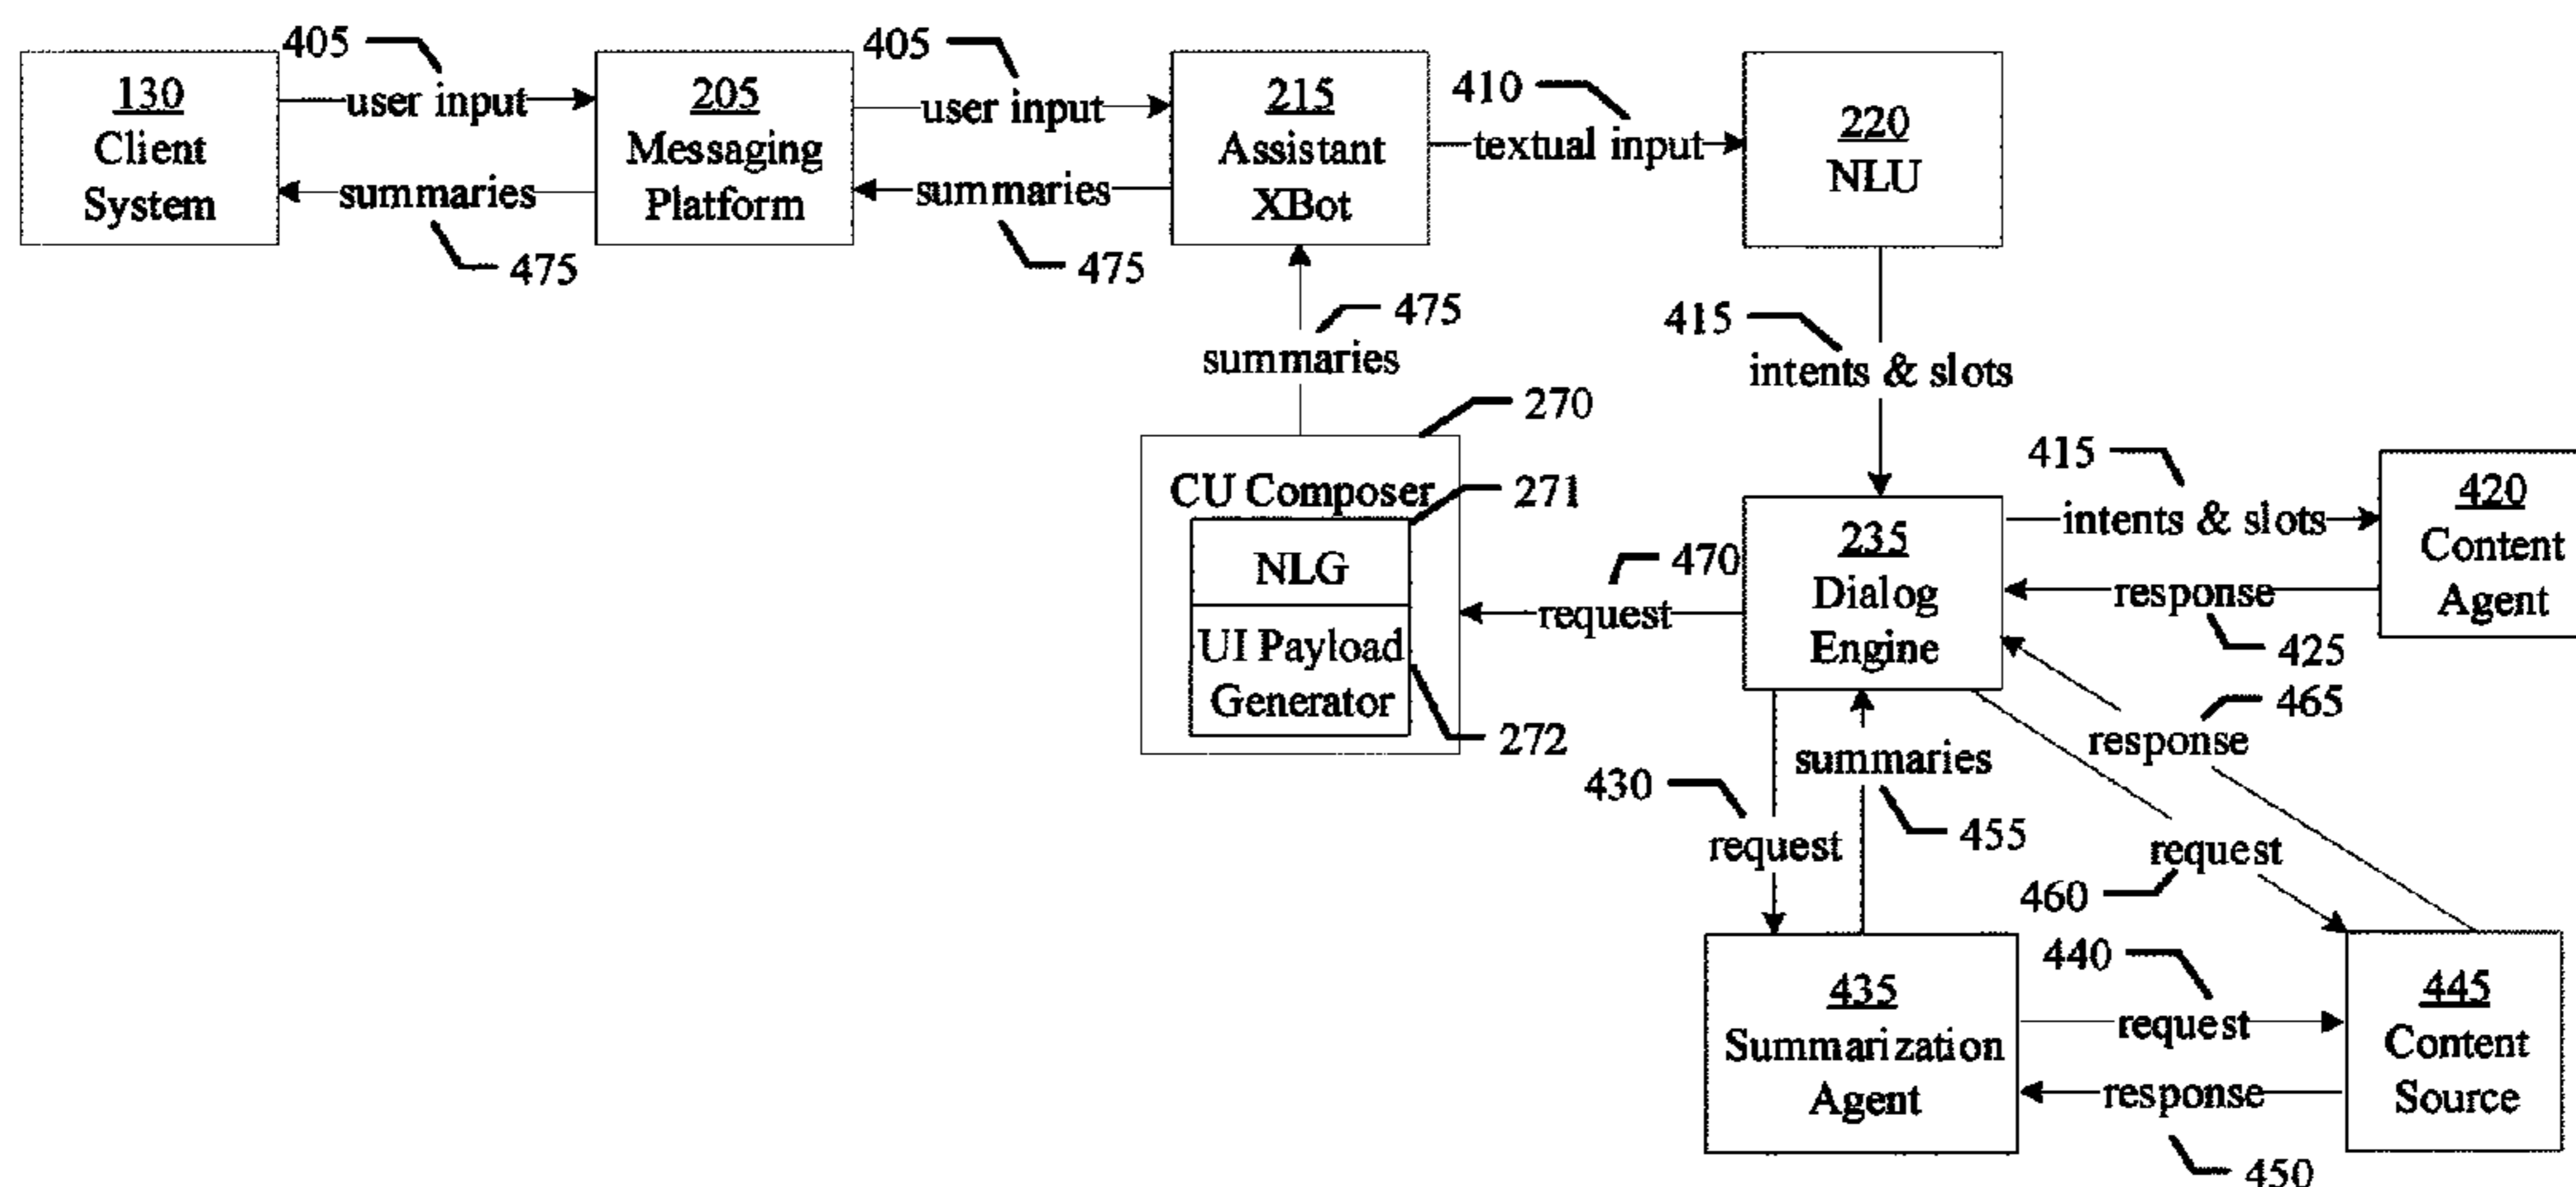 405
405
130
Client
System
user input
summaries
475
205
Messaging
Platform
user input
summaries
475
215
Assistant
XBot
410
textual input
220
NLU
475
summaries
415
intents & slots
270
CU Composer
271
NLG
UI Payload
Generator
272
470
request
235
Dialog
Engine
415
intents & slots
response
425
420
Content
Agent
465
response
430
request
summaries
455
request
460
435
Summarization
Agent
440
request
response
450
445
Content
Source